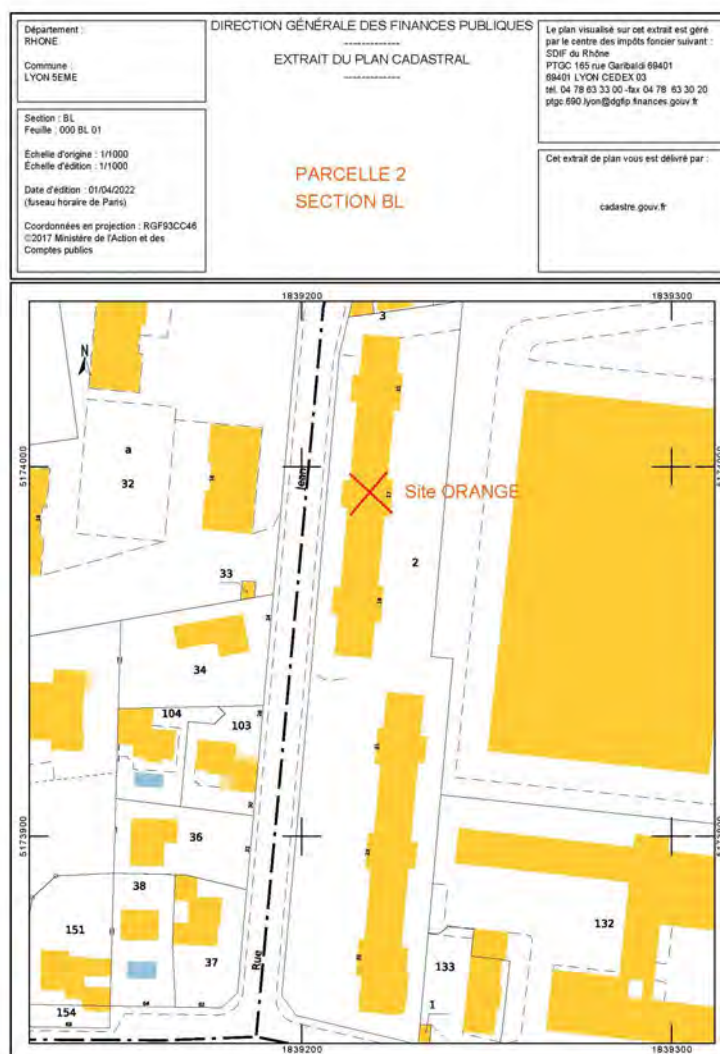 Département :
RHONE
Commune :
LYON 5EME
Section : BL
Feuille : 000 BL 01
Échelle d'origine : 1/1000
Échelle d'édition : 1/1000
Date d'édition : 01/04/2022
(fuseau horaire de Paris)
Coordonnées en projection : RGF93CC46
©2017 Ministère de l'Action et des
Comptes publics
DIRECTION GÉNÉRALE DES FINANCES PUBLIQUES
-------------
EXTRAIT DU PLAN CADASTRAL
-------------
PARCELLE 2
SECTION BL
Le plan visualisé sur cet extrait est géré
par le centre des impôts foncier suivant :
SDIF du Rhône
PTGC 165 rue Garibaldi 69401
69401 LYON CEDEX 03
tél. 04 78 63 33 00 -fax 04 78 63 30 20
ptgc.690.lyon@dgfip.finances.gouv.fr
Cet extrait de plan vous est délivré par :
cadastre.gouv.fr
1839200
1839300
3
N
a
32
5174000
5174000
Jean
Site ORANGE
2
33
34
104
103
5173900
5173900
36
38
151
37
Rue
132
133
154
1
1839200
1839300